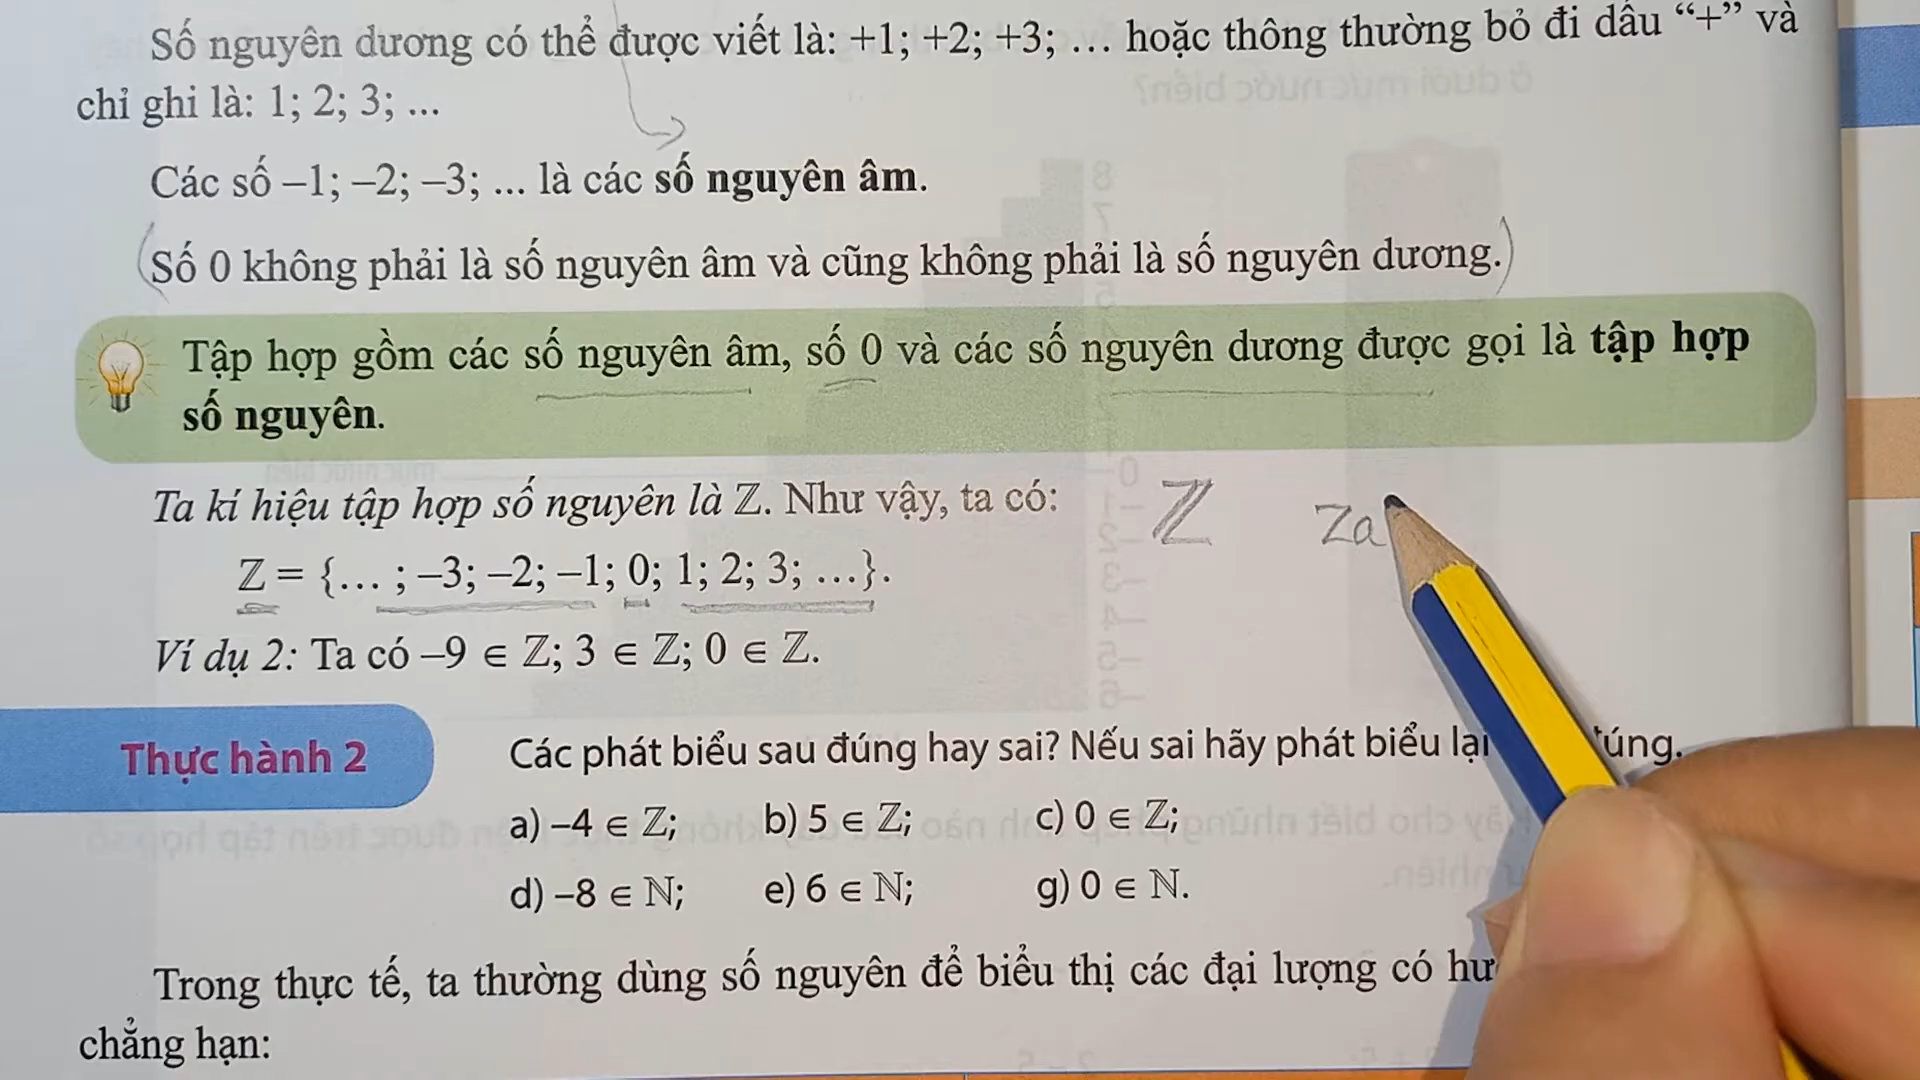 Số nguyên dương có thể được viết là: +1; +2; +3; ... hoặc thông thường bỏ đi dấu “+” và
chỉ ghi là: 1; 2; 3; ...
Các số –1; –2; –3; ... là các số nguyên âm.
Số 0 không phải là số nguyên âm và cũng không phải là số nguyên dương.
Tập hợp gồm các số nguyên âm, số 0 và các số nguyên dương được gọi là tập hợp
số nguyên.
Ta kí hiệu tập hợp số nguyên là ℤ. Như vậy, ta có: ℤ Za
ℤ = {... ; –3; –2; –1; 0; 1; 2; 3; ...}.
Ví dụ 2: Ta có –9 ∈ ℤ; 3 ∈ ℤ; 0 ∈ ℤ.
Thực hành 2 Các phát biểu sau đúng hay sai? Nếu sai hãy phát biểu lại
a) –4 ∈ ℤ; b) 5 ∈ ℤ; c) 0 ∈ ℤ;
d) –8 ∈ ℕ; e) 6 ∈ ℕ; g) 0 ∈ ℕ.
Trong thực tế, ta thường dùng số nguyên để biểu thị các đại lượng có
chẳng hạn: